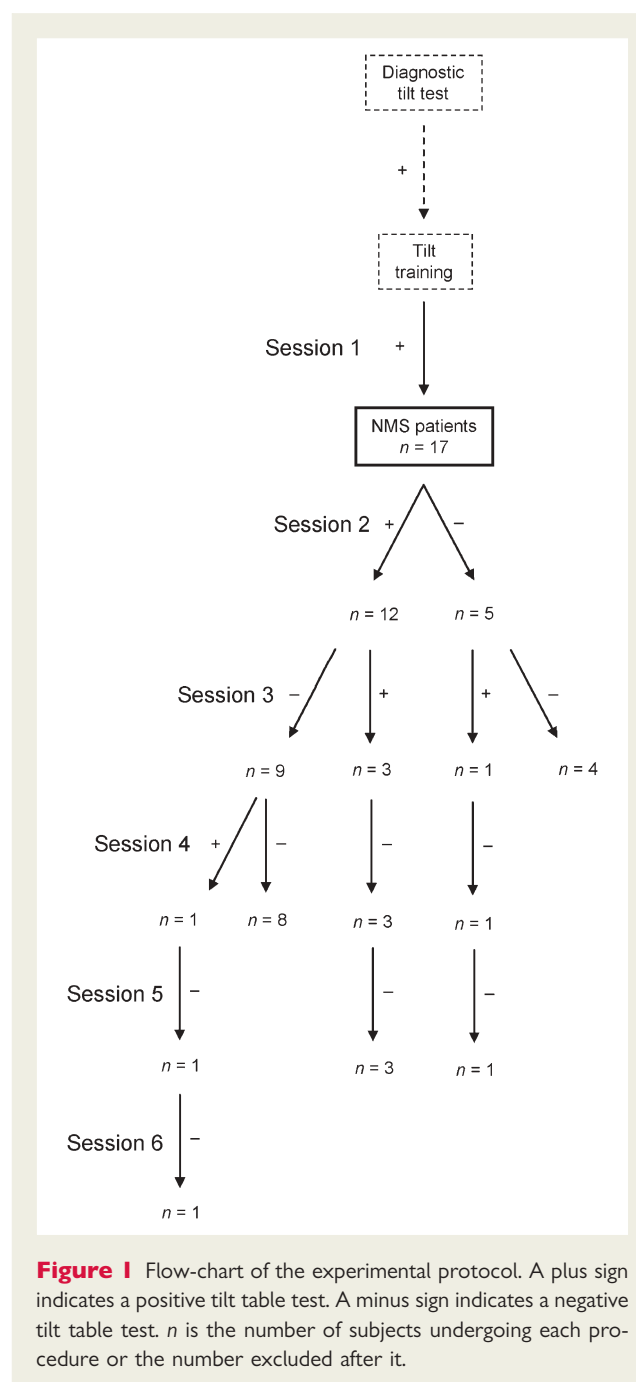 Diagnostic
tilt test
+
Tilt
training
Session 1 +
NMS patients
n = 17
Session 2 + –
n = 12 n = 5
Session 3 – + + –
n = 9 n = 3 n = 1 n = 4
Session 4 + – – –
n = 1 n = 8 n = 3 n = 1
Session 5 – – –
n = 1 n = 3 n = 1
Session 6 –
n = 1
Figure 1 Flow-chart of the experimental protocol. A plus sign
indicates a positive tilt table test. A minus sign indicates a negative
tilt table test. n is the number of subjects undergoing each pro-
cedure or the number excluded after it.